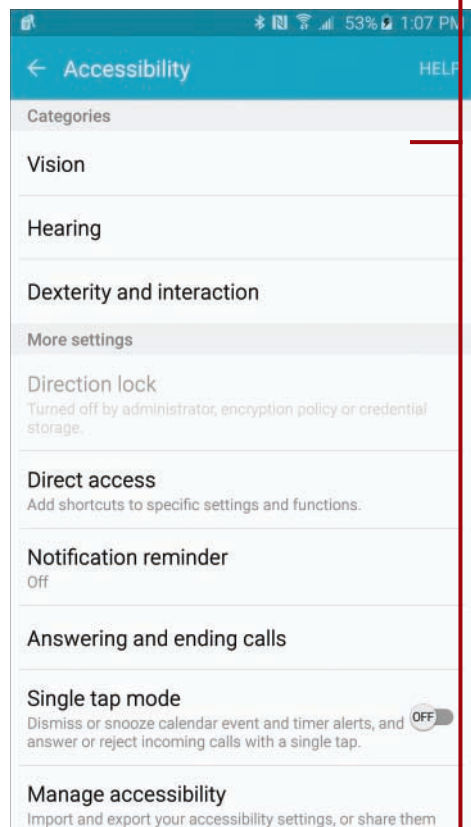 53% 1:07 PM
Accessibility HELP
Categories
Vision
Hearing
Dexterity and interaction
More settings
Direction lock
Turned off by administrator, encryption policy or credential
storage.
Direct access
Add shortcuts to specific settings and functions.
Notification reminder
Off
Answering and ending calls
Single tap mode
Dismiss or snooze calendar event and timer alerts, and
answer or reject incoming calls with a single tap.
OFF
Manage accessibility
Import and export your accessibility settings, or share them